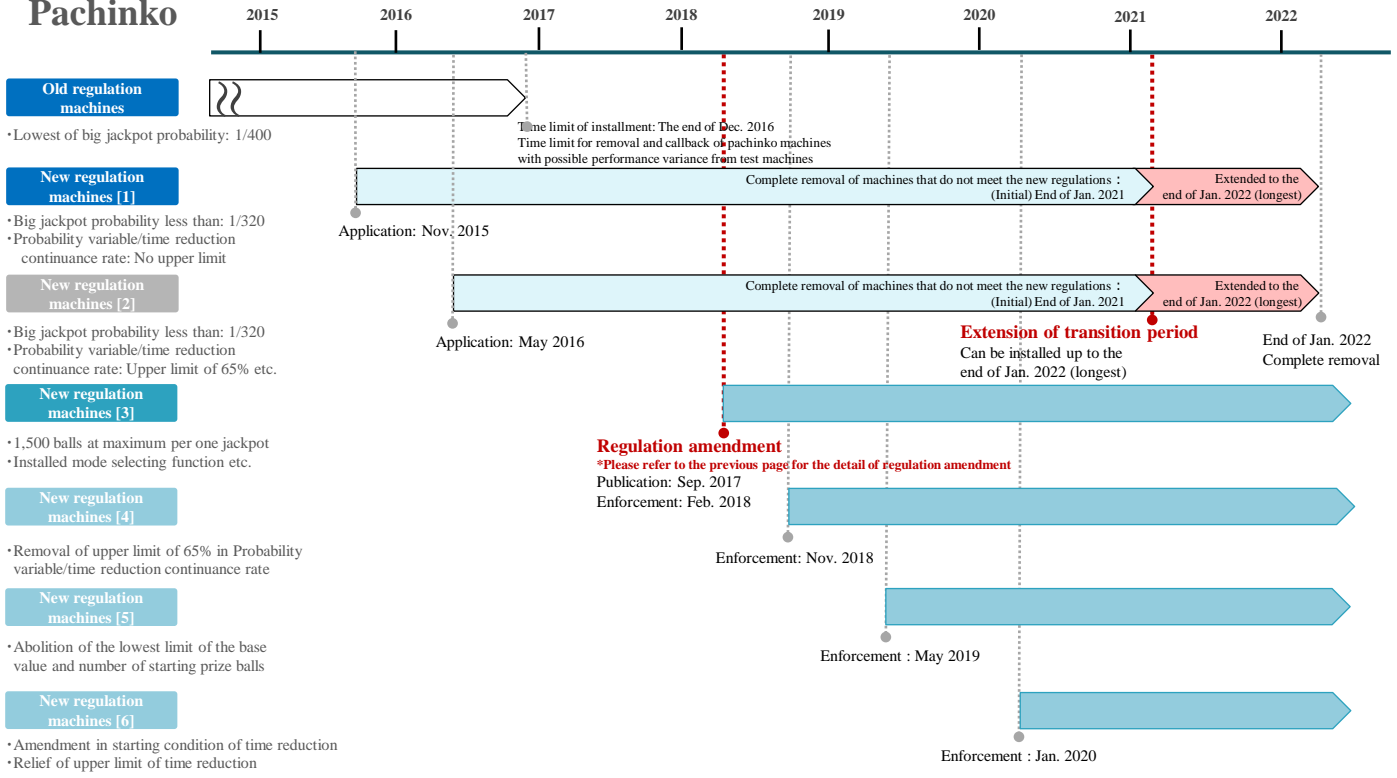 Pachinko
2015 2016 2017 2018 2019 2020 2021 2022
Old regulation
machines
・Lowest of big jackpot probability: 1/400
Time limit of installment: The end of Dec. 2016
Time limit for removal and callback of pachinko machines
with possible performance variance from test machines
New regulation
machines [1]
Complete removal of machines that do not meet the new regulations：
(Initial) End of Jan. 2021
Extended to the
end of Jan. 2022 (longest)
・Big jackpot probability less than: 1/320
・Probability variable/time reduction
continuance rate: No upper limit
Application: Nov. 2015
New regulation
machines [2]
Complete removal of machines that do not meet the new regulations：
(Initial) End of Jan. 2021
Extended to the
end of Jan. 2022 (longest)
・Big jackpot probability less than: 1/320
・Probability variable/time reduction
continuance rate: Upper limit of 65% etc.
Application: May 2016
Extension of transition period
Can be installed up to the
end of Jan. 2022 (longest)
End of Jan. 2022
Complete removal
New regulation
machines [3]
・1,500 balls at maximum per one jackpot
・Installed mode selecting function etc.
Regulation amendment
*Please refer to the previous page for the detail of regulation amendment
Publication: Sep. 2017
Enforcement: Feb. 2018
New regulation
machines [4]
・Removal of upper limit of 65% in Probability
variable/time reduction continuance rate
Enforcement: Nov. 2018
New regulation
machines [5]
・Abolition of the lowest limit of the base
value and number of starting prize balls
Enforcement : May 2019
New regulation
machines [6]
・Amendment in starting condition of time reduction
・Relief of upper limit of time reduction
Enforcement : Jan. 2020